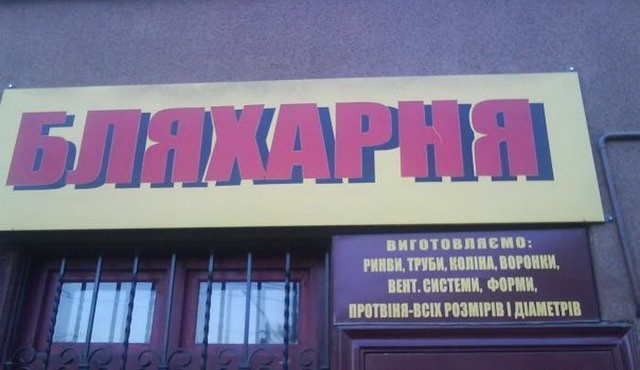 БЛЯХАРНЯ
ВИГОТОВЛЯЄМО:
РИНВИ, ТРУБИ, КОЛІНА, ВОРОНКИ,
ВЕНТ. СИСТЕМИ, ФОРМИ,
ПРОТВІНЯ-ВСІХ РОЗМІРІВ І ДІАМЕТРІВ